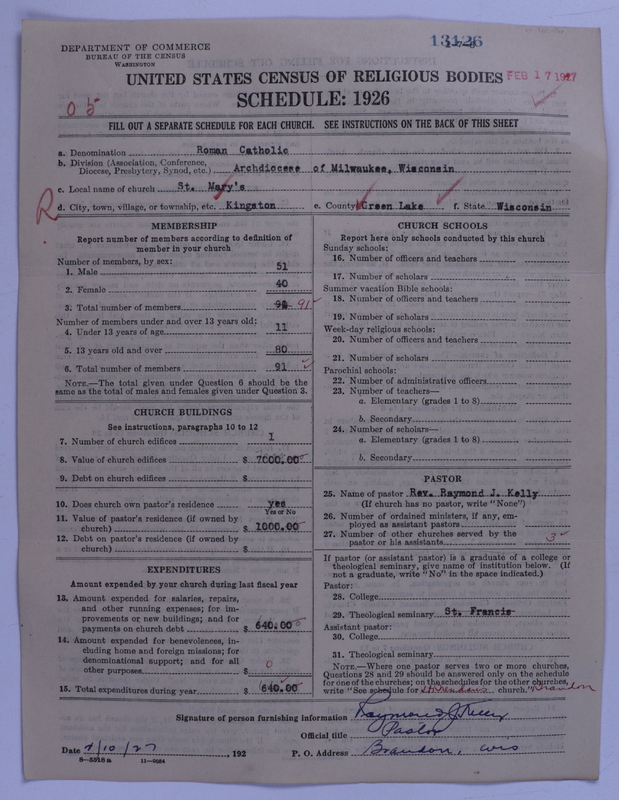 13126
DEPARTMENT OF COMMERCE
BUREAU OF THE CENSUS
WASHINGTON
UNITED STATES CENSUS OF RELIGIOUS BODIES
FEB 17 1927
SCHEDULE: 1926
0 5
FILL OUT A SEPARATE SCHEDULE FOR EACH CHURCH. SEE INSTRUCTIONS ON THE BACK OF THIS SHEET
a. Denomination Roman Catholic
b. Division (Association, Conference, Diocese, Presbytery, Synod, etc.) Archdiocese of Milwaukee, Wisconsin
c. Local name of church St. Mary's
R d. City, town, village, or township, etc. Kingston e. County Green Lake f. State Wisconsin
MEMBERSHIP
Report number of members according to definition of
member in your church
Number of members, by sex:
1. Male 51
2. Female 40
3. Total number of members 91 91
Number of members under and over 13 years old:
4. Under 13 years of age 11
5. 13 years old and over 80
6. Total number of members 91
NOTE.—The total given under Question 6 should be the
same as the total of males and females given under Question 3.
CHURCH BUILDINGS
See instructions, paragraphs 10 to 12
7. Number of church edifices 1
8. Value of church edifices $ 7000.00
9. Debt on church edifices $
10. Does church own pastor's residence yes
Yes or No
11. Value of pastor's residence (if owned by
church) $ 1000.00
12. Debt on pastor's residence (if owned by
church) $
EXPENDITURES
Amount expended by your church during last fiscal year
13. Amount expended for salaries, repairs,
and other running expenses; for im-
provements or new buildings; and for
payments on church debt $ 640.00
14. Amount expended for benevolences, in-
cluding home and foreign missions; for
denominational support; and for all
other purposes $ 0
15. Total expenditures during year $ 640.00
CHURCH SCHOOLS
Report here only schools conducted by this church
Sunday schools:
16. Number of officers and teachers
17. Number of scholars
Summer vacation Bible schools:
18. Number of officers and teachers
19. Number of scholars
Week-day religious schools:
20. Number of officers and teachers
21. Number of scholars
Parochial schools:
22. Number of administrative officers
23. Number of teachers—
a. Elementary (grades 1 to 8)
b. Secondary
24. Number of scholars—
a. Elementary (grades 1 to 8)
b. Secondary
PASTOR
25. Name of pastor Rev. Raymond J. Kelly
(If church has no pastor, write "None")
26. Number of ordained ministers, if any, em-
ployed as assistant pastors
27. Number of other churches served by the
pastor or his assistants 3
If pastor (or assistant pastor) is a graduate of a college or
theological seminary, give name of institution below. (If
not a graduate, write "No" in the space indicated.)
Pastor:
28. College
29. Theological seminary St. Francis
Assistant pastor:
30. College
31. Theological seminary
NOTE.—Where one pastor serves two or more churches,
Questions 28 and 29 should be answered only on the schedule
for one of the churches; on the schedules for the other churches,
write "See schedule for St. Brendan's church." Brandon
Signature of person furnishing information Raymond J. Kelly
Official title Pastor
Date 2/10/27, 192 P. O. Address Brandon, Wis
8—5518 a 11—9034